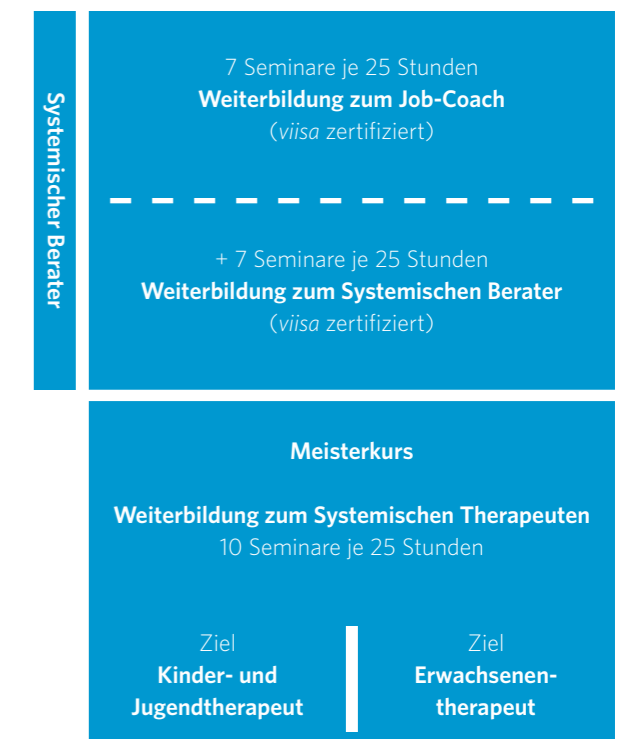 Systemischer Berater
7 Seminare je 25 Stunden
Weiterbildung zum Job-Coach
(viisa zertifiziert)
+ 7 Seminare je 25 Stunden
Weiterbildung zum Systemischen Berater
(viisa zertifiziert)
Meisterkurs
Weiterbildung zum Systemischen Therapeuten
10 Seminare je 25 Stunden
Ziel
Kinder- und
Jugendtherapeut
Ziel
Erwachsenen-
therapeut